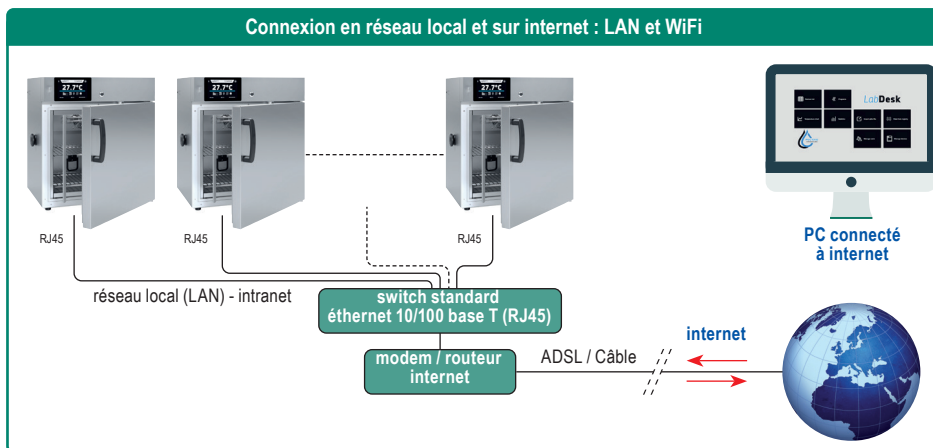 Connexion en réseau local et sur internet : LAN et WiFi
27.7°C
27.7°C
27.7°C
LabDesk
RJ45
RJ45
RJ45
PC connecté
à internet
réseau local (LAN) - intranet
switch standard
éthernet 10/100 base T (RJ45)
modem / routeur
internet
ADSL / Câble
internet